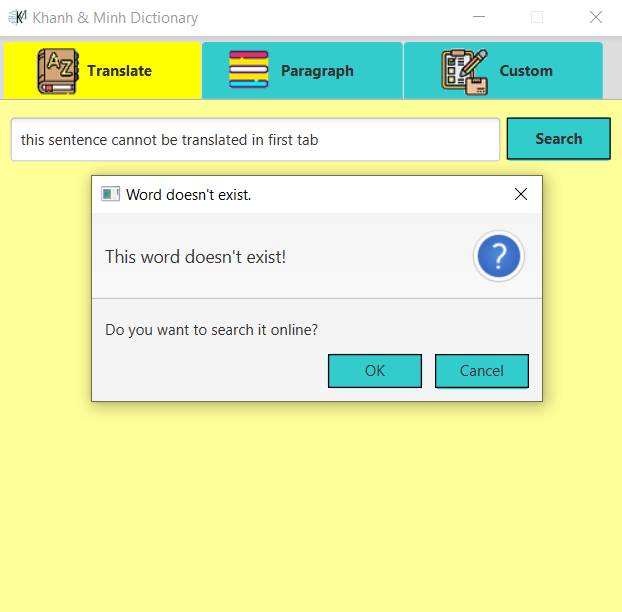 Khanh & Minh Dictionary
Translate
Paragraph
Custom
this sentence cannot be translated in first tab
Search
Word doesn't exist.
This word doesn't exist!
?
Do you want to search it online?
OK
Cancel